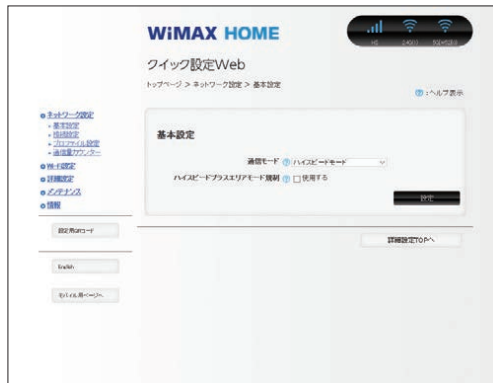 WiMAX HOME
HS 2.4GHz 5GHz
クイック設定Web
トップページ > ネットワーク設定 > 基本設定
?:ヘルプ表示
ネットワーク設定
- 基本設定
- 接続設定
- プロファイル設定
- 通信量カウンター
Wi-Fi設定
詳細設定
メンテナンス
情報
設定用QRコード
English
モバイル用ページへ
基本設定
通信モード ? ハイスピードモード
ハイスピードプラスエリアモード規制 ? 使用する
設定
詳細設定TOPへ